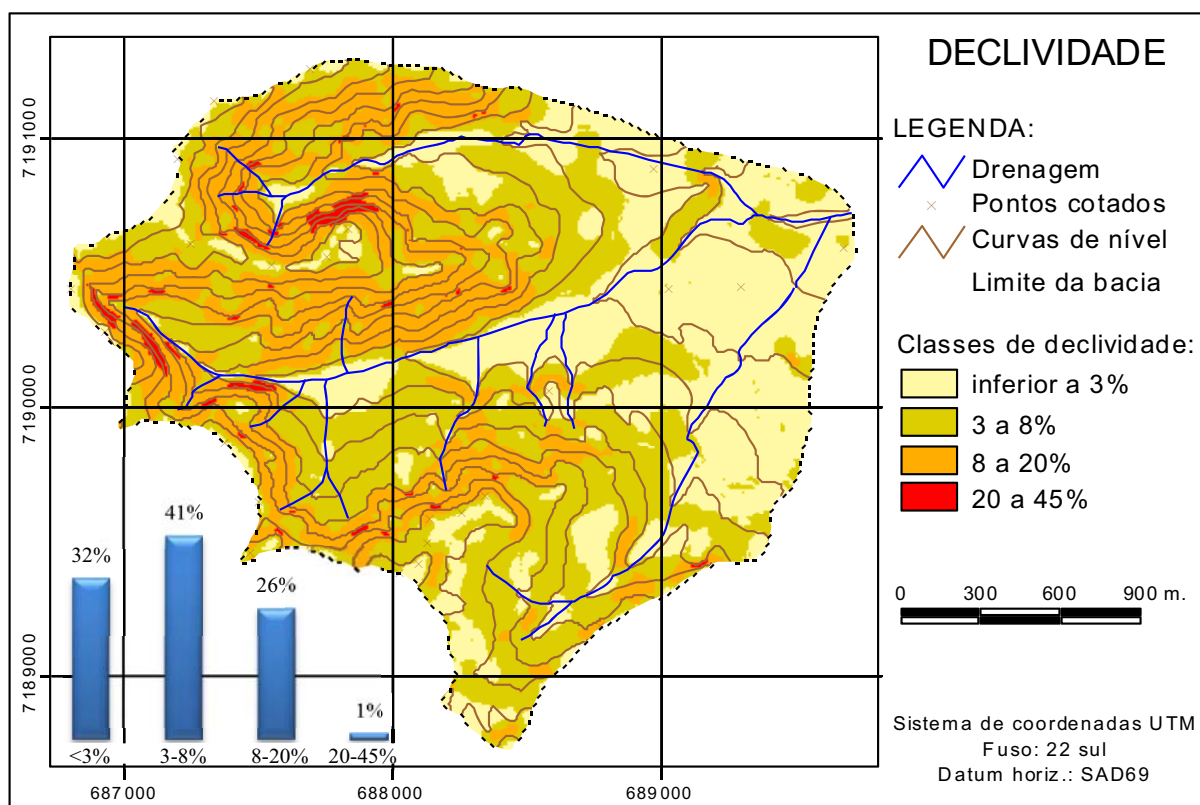 DECLIVIDADE
LEGENDA:
Drenagem
Pontos cotados
Curvas de nível
Limite da bacia
Classes de declividade:
inferior a 3%
3 a 8%
8 a 20%
20 a 45%
0 300 600 900 m.
Sistema de coordenadas UTM
Fuso: 22 sul
Datum horiz.: SAD69
7191000
7190000
7189000
32%
41%
26%
1%
<3% 3-8% 8-20% 20-45%
687000 688000 689000